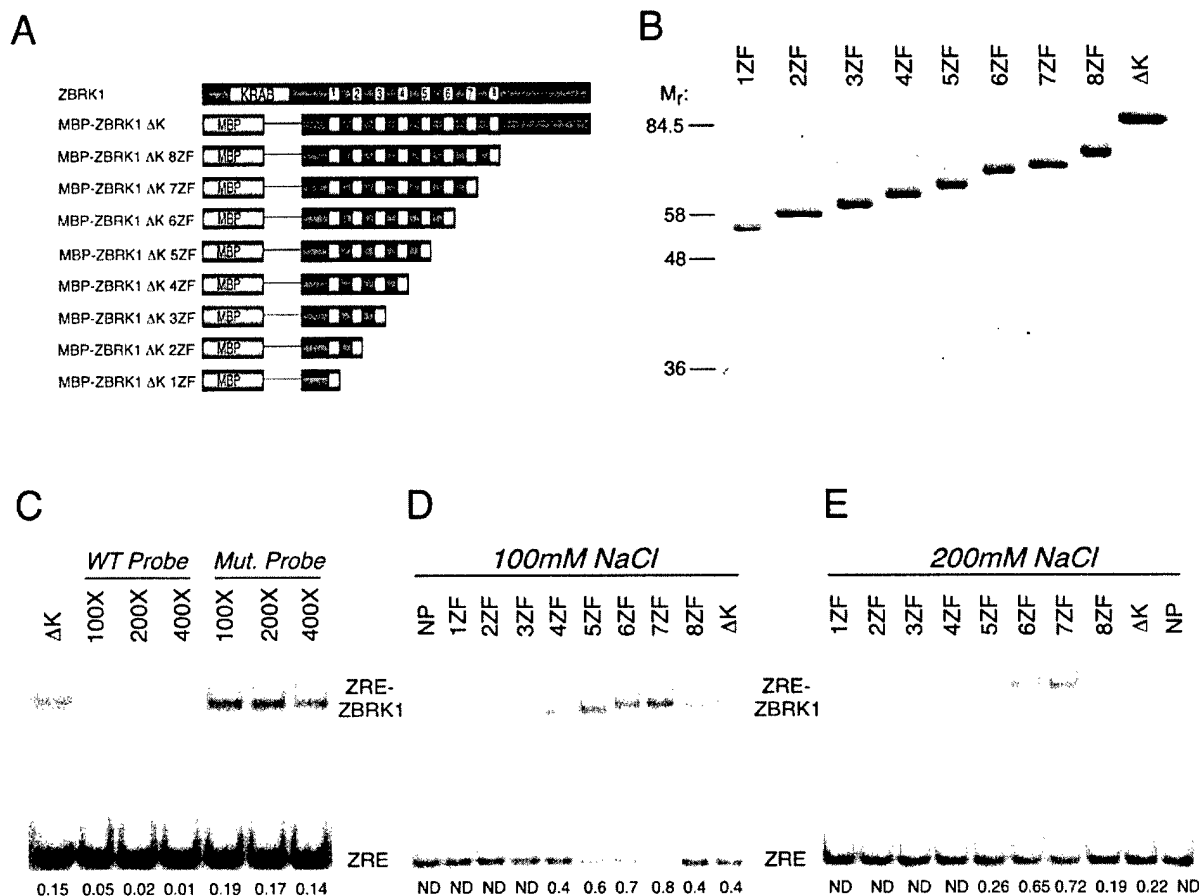 A
ZBRK1 KRAB 1 2 3 4 5 6 7 8
MBP-ZBRK1 ΔK MBP
MBP-ZBRK1 ΔK 8ZF MBP
MBP-ZBRK1 ΔK 7ZF MBP
MBP-ZBRK1 ΔK 6ZF MBP
MBP-ZBRK1 ΔK 5ZF MBP
MBP-ZBRK1 ΔK 4ZF MBP
MBP-ZBRK1 ΔK 3ZF MBP
MBP-ZBRK1 ΔK 2ZF MBP
MBP-ZBRK1 ΔK 1ZF MBP
B
1ZF 2ZF 3ZF 4ZF 5ZF 6ZF 7ZF 8ZF ΔK
Mr:
84.5
58
48
36
C
WT Probe Mut. Probe
ΔK 100X 200X 400X 100X 200X 400X
ZRE-
ZBRK1
ZRE
0.15 0.05 0.02 0.01 0.19 0.17 0.14
D
100mM NaCl
NP 1ZF 2ZF 3ZF 4ZF 5ZF 6ZF 7ZF 8ZF ΔK
ND ND ND ND 0.4 0.6 0.7 0.8 0.4 0.4
E
200mM NaCl
1ZF 2ZF 3ZF 4ZF 5ZF 6ZF 7ZF 8ZF ΔK NP
ZRE-
ZBRK1
ZRE
ND ND ND ND 0.26 0.65 0.72 0.19 0.22 ND